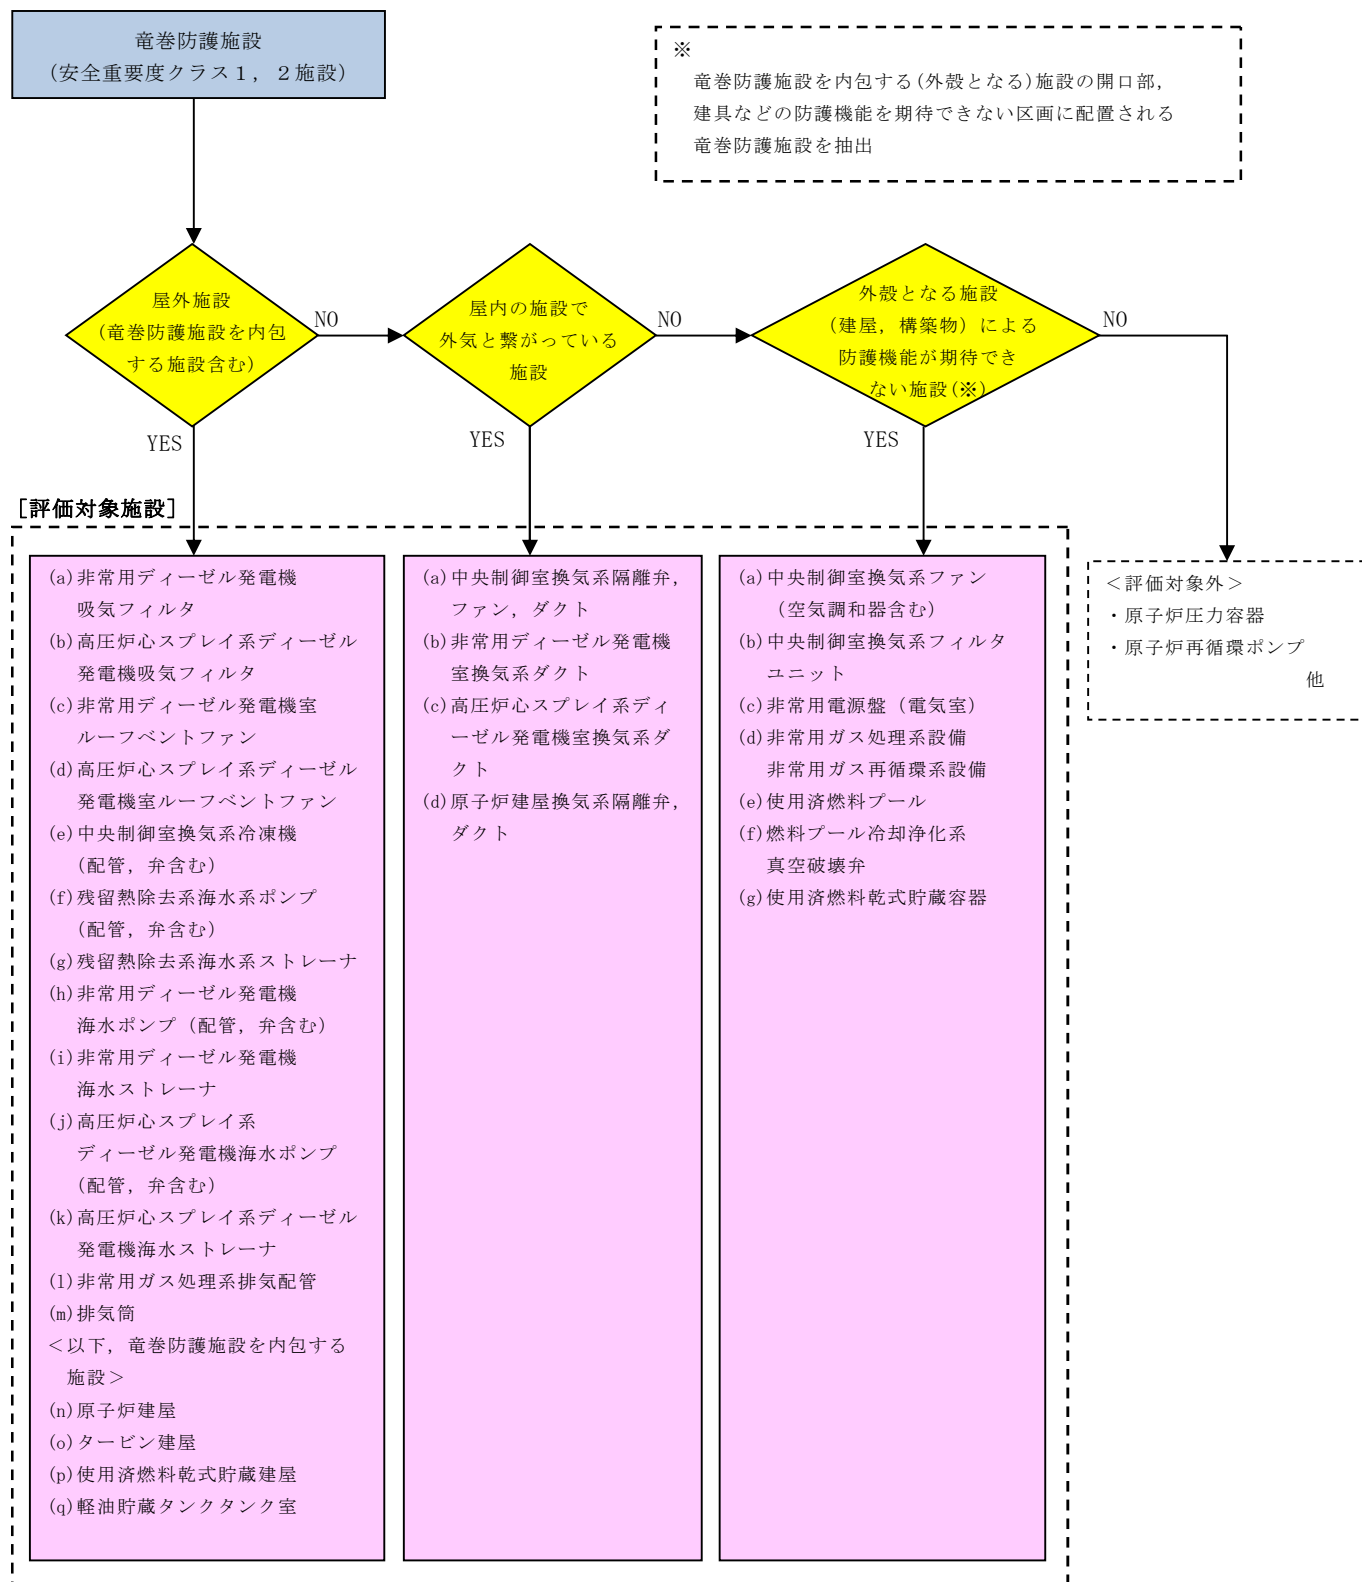 竜巻防護施設
(安全重要度クラス１，２施設)
※
竜巻防護施設を内包する(外殻となる)施設の開口部，
建具などの防護機能を期待できない区画に配置される
竜巻防護施設を抽出
屋外施設
(竜巻防護施設を内包
する施設含む)
NO
YES
屋内の施設で
外気と繋がっている
施設
NO
YES
外殻となる施設
(建屋，構築物) による
防護機能が期待でき
ない施設(※)
NO
YES
[評価対象施設]
(a)非常用ディーゼル発電機
吸気フィルタ
(b)高圧炉心スプレイ系ディーゼル
発電機吸気フィルタ
(c)非常用ディーゼル発電機室
ルーフベントファン
(d)高圧炉心スプレイ系ディーゼル
発電機室ルーフベントファン
(e)中央制御室換気系冷凍機
(配管，弁含む)
(f)残留熱除去系海水系ポンプ
(配管，弁含む)
(g)残留熱除去系海水系ストレーナ
(h)非常用ディーゼル発電機
海水ポンプ (配管，弁含む)
(i)非常用ディーゼル発電機
海水ストレーナ
(j)高圧炉心スプレイ系
ディーゼル発電機海水ポンプ
(配管，弁含む)
(k)高圧炉心スプレイ系ディーゼル
発電機海水ストレーナ
(l)非常用ガス処理系排気配管
(m)排気筒
＜以下，竜巻防護施設を内包する
施設＞
(n)原子炉建屋
(o)タービン建屋
(p)使用済燃料乾式貯蔵建屋
(q)軽油貯蔵タンクタンク室
(a)中央制御室換気系隔離弁，
ファン，ダクト
(b)非常用ディーゼル発電機
室換気系ダクト
(c)高圧炉心スプレイ系ディ
ーゼル発電機室換気系ダ
クト
(d)原子炉建屋換気系隔離弁，
ダクト
(a)中央制御室換気系ファン
(空気調和器含む)
(b)中央制御室換気系フィルタ
ユニット
(c)非常用電源盤（電気室）
(d)非常用ガス処理系設備
非常用ガス再循環系設備
(e)使用済燃料プール
(f)燃料プール冷却浄化系
真空破壊弁
(g)使用済燃料乾式貯蔵容器
＜評価対象外＞
・原子炉圧力容器
・原子炉再循環ポンプ
他